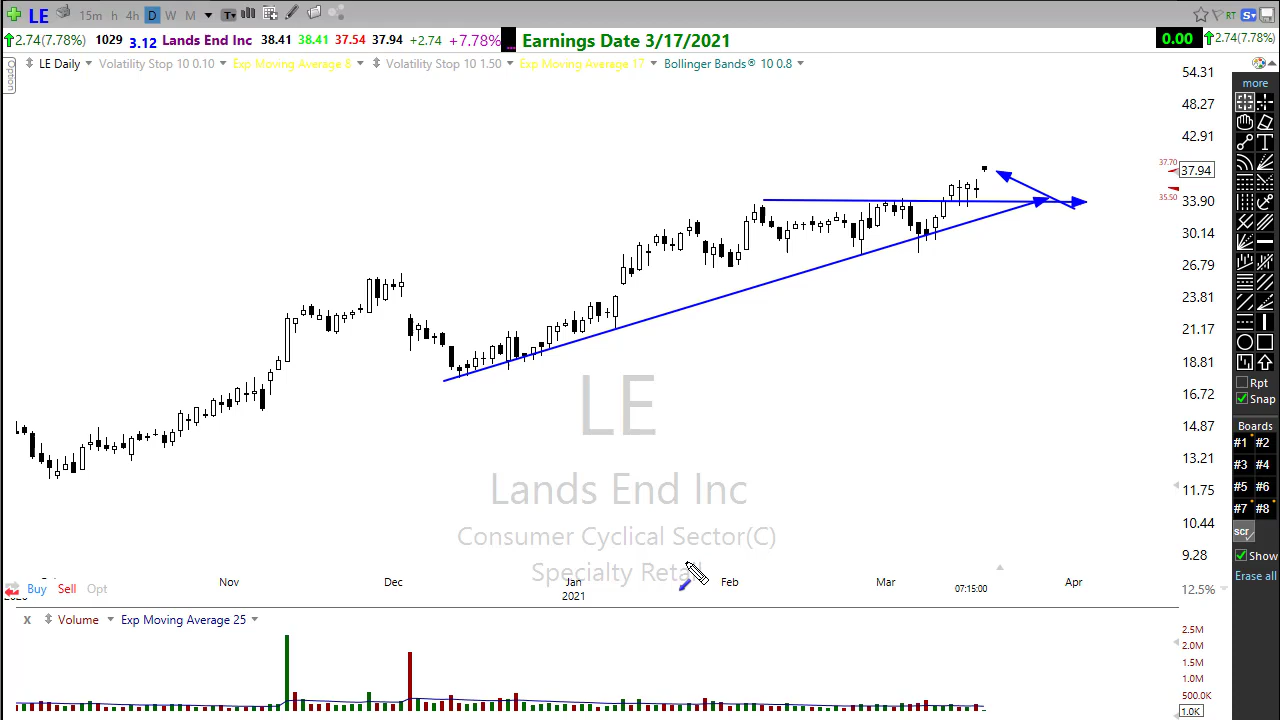 LE 15m h 4h D W M T RT S
2.74(7.78%) 1029 3.12 Lands End Inc 38.41 38.41 37.54 37.94 +2.74 +7.78% Earnings Date 3/17/2021 0.00 2.74(7.78%)
Option LE Daily Volatility Stop 10 0.10 Exp Moving Average 8 Volatility Stop 10 1.50 Exp Moving Average 17 Bollinger Bands® 10 0.8
54.31
more
48.27
42.91
37.70
37.94
35.50
33.90
30.14
26.79
23.81
21.17
18.81
Rpt
LE
16.72
Snap
14.87
Boards
#1 #2
13.21
#3 #4
Lands End Inc
11.75
#5 #6
#7 #8
10.44
Consumer Cyclical Sector(C)
scr
9.28
Show
Specialty Reta
Erase all
Buy Sell Opt
Nov Dec Jan Feb Mar Apr
2021
07:15:00
12.5%
X Volume Exp Moving Average 25
2.5M
2.0M
1.5M
1.0M
500.0K
1.0K